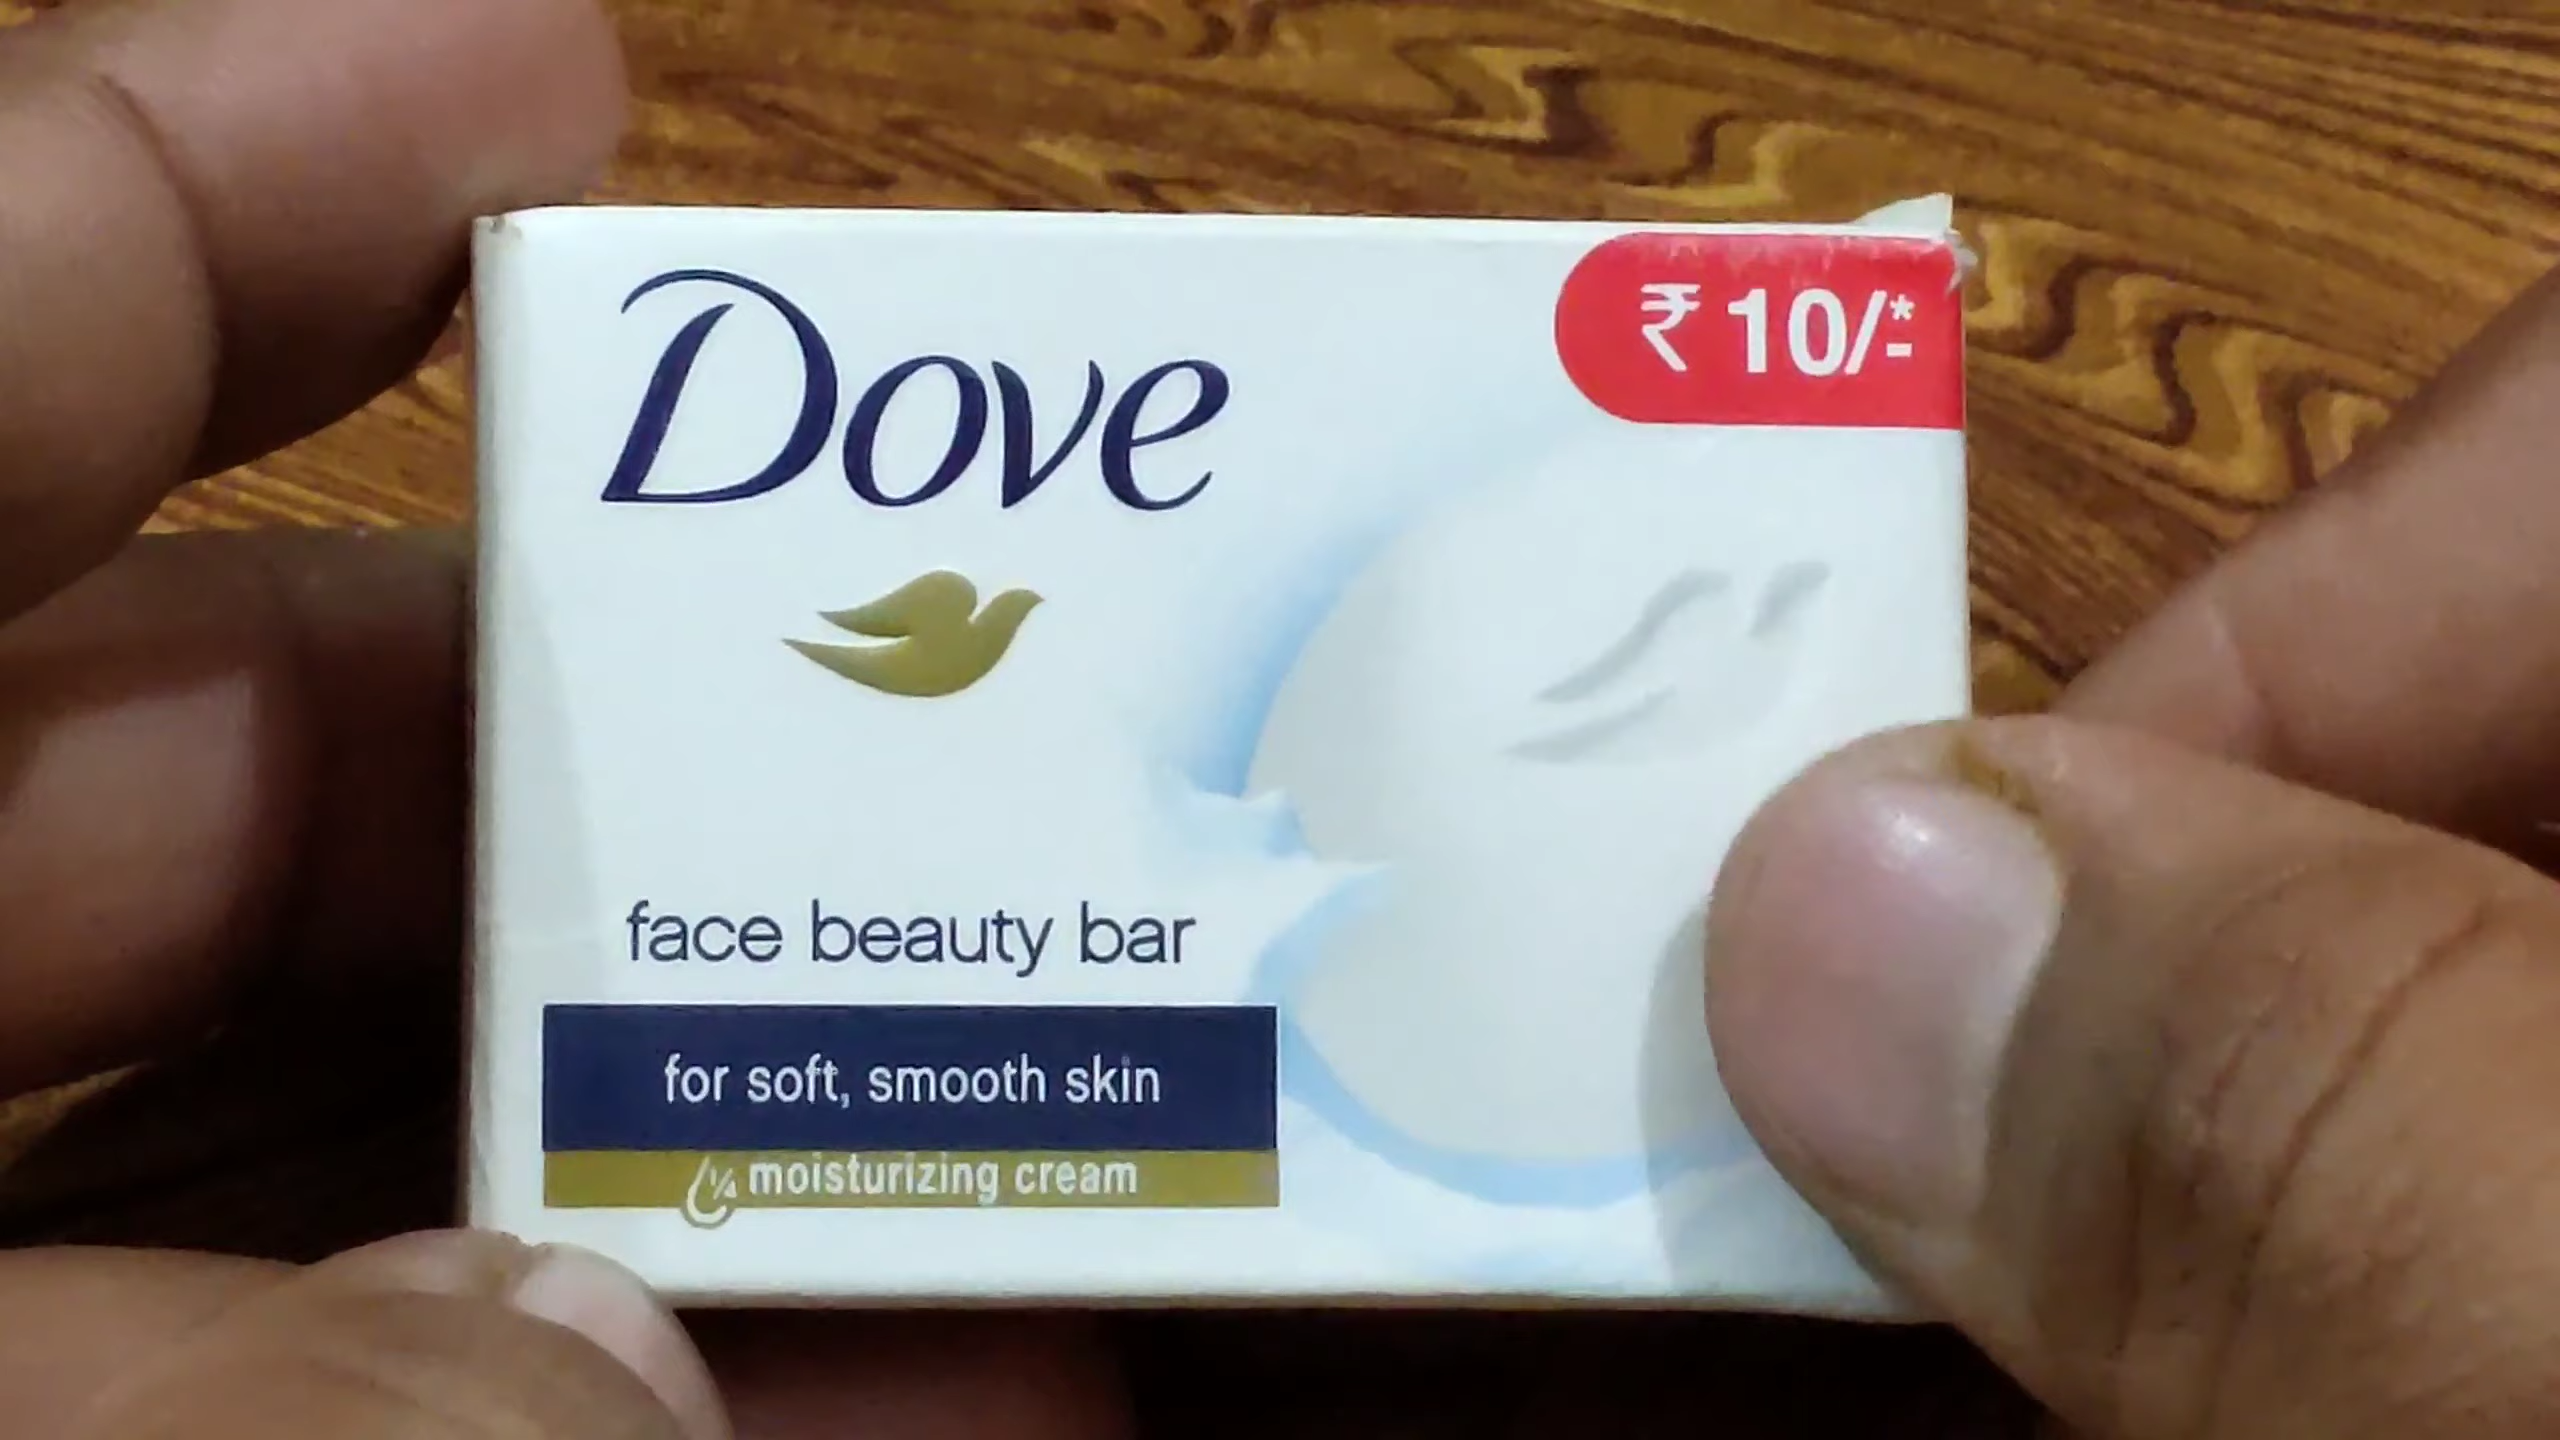 Dove
₹ 10/-*
face beauty bar
for soft, smooth skin
¼ moisturizing cream